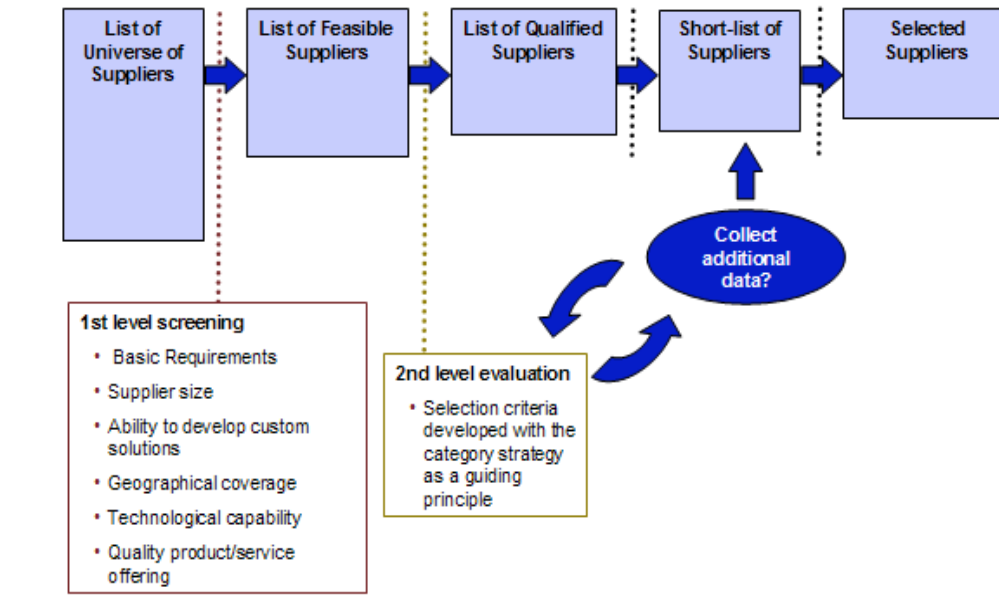 List of
Universe of
Suppliers
List of Feasible
Suppliers
List of Qualified
Suppliers
Short-list of
Suppliers
Selected
Suppliers
Collect
additional
data?
1st level screening
• Basic Requirements
• Supplier size
• Ability to develop custom
solutions
• Geographical coverage
• Technological capability
• Quality product/service
offering
2nd level evaluation
• Selection criteria
developed with the
category strategy
as a guiding
principle